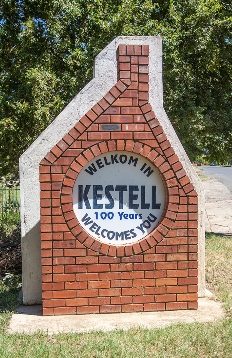 WELKOM IN
KESTELL
100 Years
WELCOMES YOU